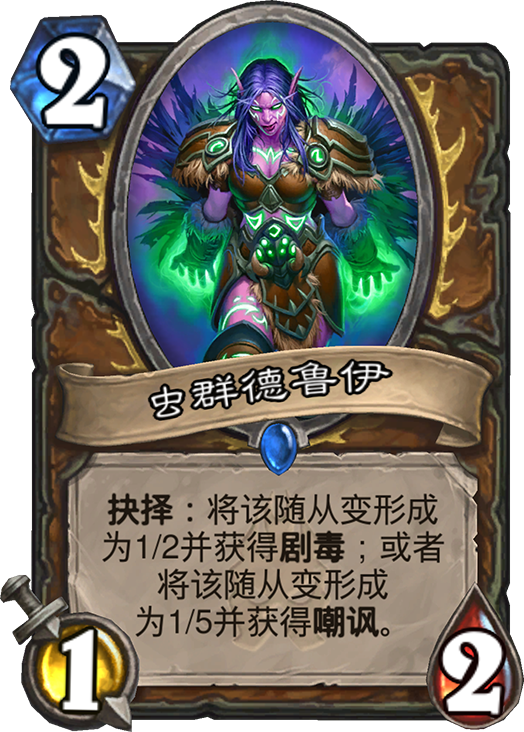 2
虫群德鲁伊
抉择：将该随从变形成
为1/2并获得剧毒；或者
将该随从变形成
为1/5并获得嘲讽。
1
2